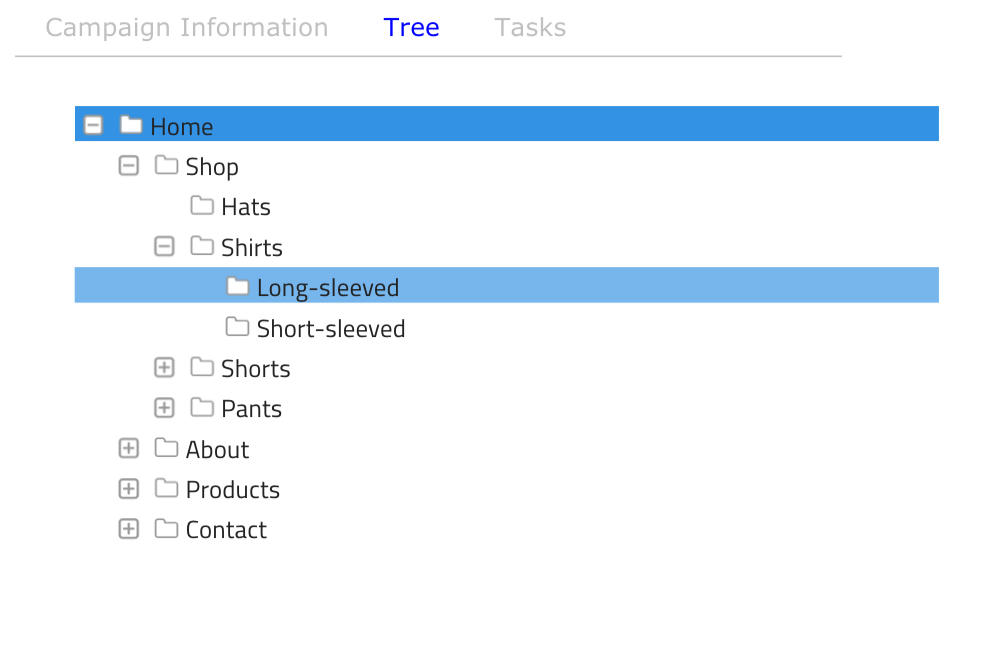 Campaign Information Tree Tasks
Home
Shop
Hats
Shirts
Long-sleeved
Short-sleeved
Shorts
Pants
About
Products
Contact